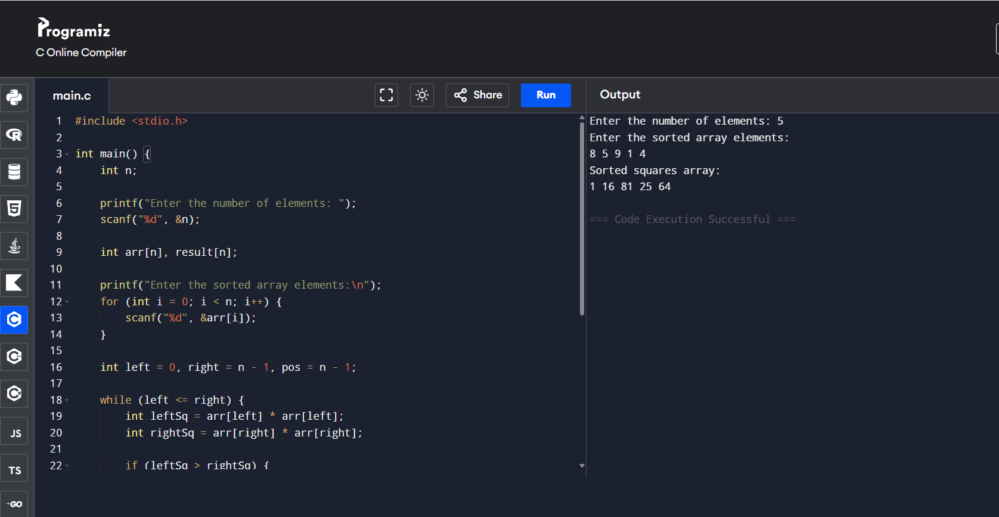 Programiz
C Online Compiler
main.c
Share
Run
Output
1 #include <stdio.h>
2
3 int main() {
4 int n;
5
6 printf("Enter the number of elements: ");
7 scanf("%d", &n);
8
9 int arr[n], result[n];
10
11 printf("Enter the sorted array elements:\n");
12 for (int i = 0; i < n; i++) {
13 scanf("%d", &arr[i]);
14 }
15
16 int left = 0, right = n - 1, pos = n - 1;
17
18 while (left <= right) {
19 int leftSq = arr[left] * arr[left];
20 int rightSq = arr[right] * arr[right];
21
22 if (leftSq > rightSq) {
Enter the number of elements: 5
Enter the sorted array elements:
8 5 9 1 4
Sorted squares array:
1 16 81 25 64
=== Code Execution Successful ===
R
5
C
C++
C#
JS
TS
GO